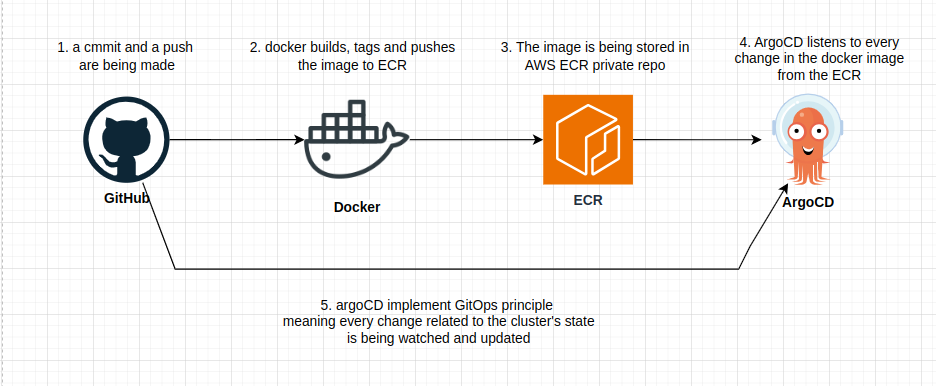 1. a cmmit and a push
are being made
2. docker builds, tags and pushes
the image to ECR
3. The image is being stored in
AWS ECR private repo
4. ArgoCD listens to every
change in the docker image
from the ECR
GitHub
Docker
ECR
ArgoCD
5. argoCD implement GitOps principle
meaning every change related to the cluster's state
is being watched and updated